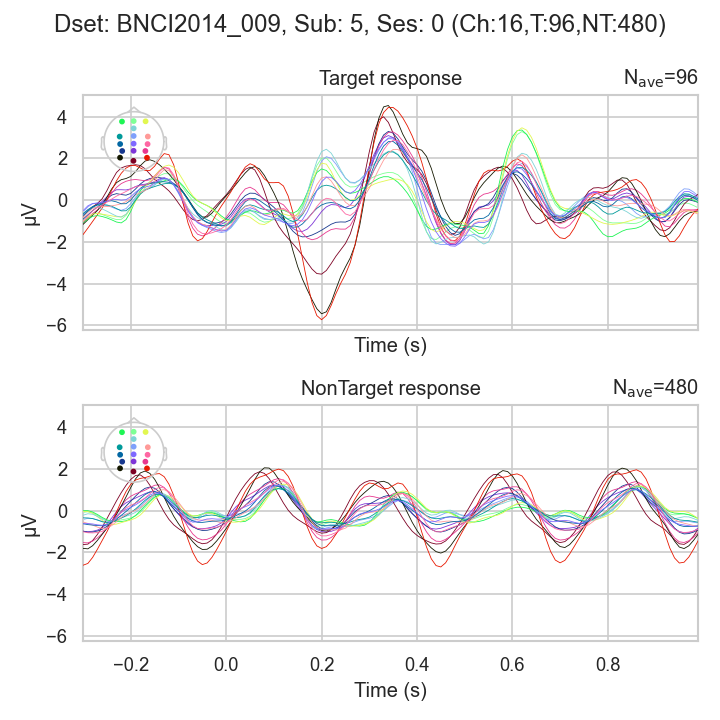 Dset: BNCI2014_009, Sub: 5, Ses: 0 (Ch:16,T:96,NT:480)
Target response
Nave=96
4
2
0
−2
−4
−6
µV
Time (s)
NonTarget response
Nave=480
4
2
0
−2
−4
−6
µV
−0.2 0.0 0.2 0.4 0.6 0.8
Time (s)